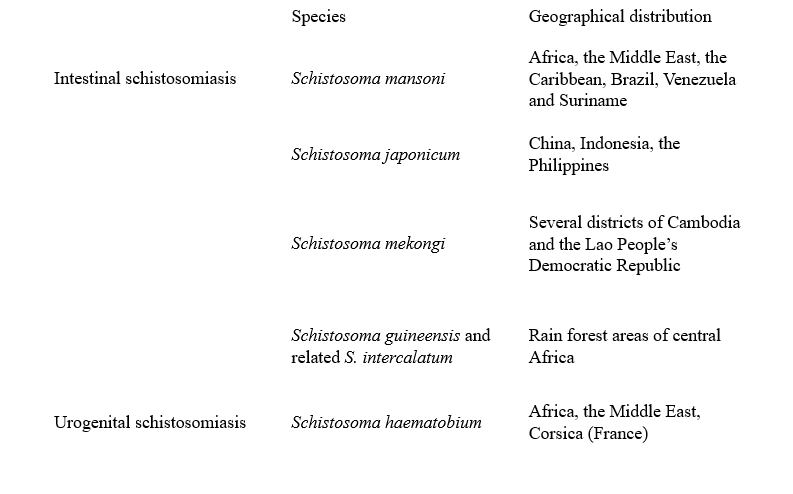 Species Geographical distribution
Africa, the Middle East, the
Intestinal schistosomiasis Schistosoma mansoni Caribbean, Brazil, Venezuela
and Suriname
China, Indonesia, the
Schistosoma japonicum
Philippines
Several districts of Cambodia
Schistosoma mekongi and the Lao People’s
Democratic Republic
Schistosoma guineensis and Rain forest areas of central
related S. intercalatum Africa
Africa, the Middle East,
Urogenital schistosomiasis Schistosoma haematobium
Corsica (France)